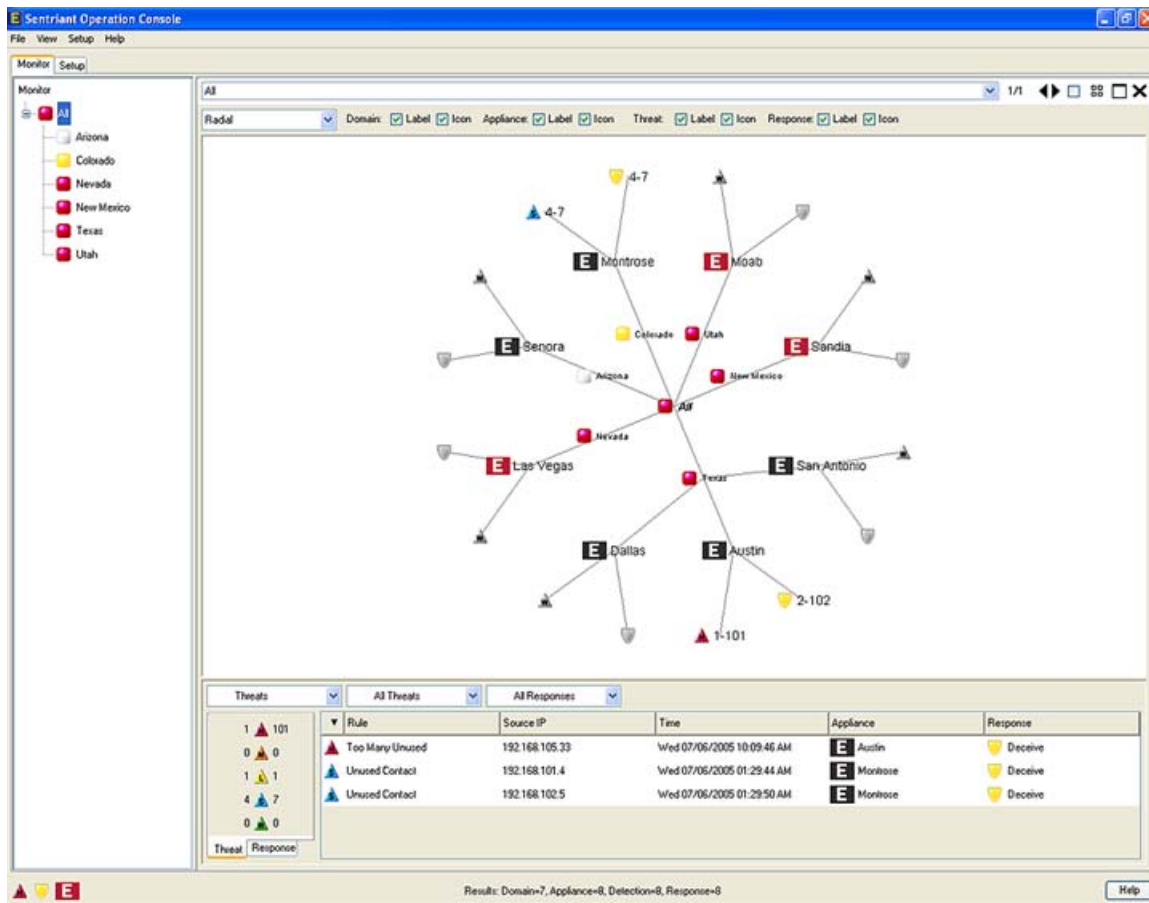 E Sentriant Operation Console
File View Setup Help
Monitor Setup
Monitor
All
Arizona
Colorado
Nevada
New Mexico
Texas
Utah
All 1/1
Radial Domain: Label Icon Appliance: Label Icon Threat: Label Icon Response: Label Icon
4-7
4-7
E Montrose
E Moab
Colorado
Utah
E Senora
E Sandia
Arizona
New Mexico
All
Nevada
E Las Vegas
E San Antonio
Texas
E Dallas
E Austin
2-102
1-101
Threats All Threats All Responses
Rule Source IP Time Appliance Response
Too Many Unused 192.168.105.33 Wed 07/06/2005 10:09:46 AM E Austin Deceive
Unused Contact 192.168.101.4 Wed 07/06/2005 01:29:44 AM E Montrose Deceive
Unused Contact 192.168.102.5 Wed 07/06/2005 01:29:50 AM E Montrose Deceive
1 101
0 0
1 1
4 7
0 0
Threat Response
E
Results: Domain=7, Appliance=8, Detection=8, Response=8
Help